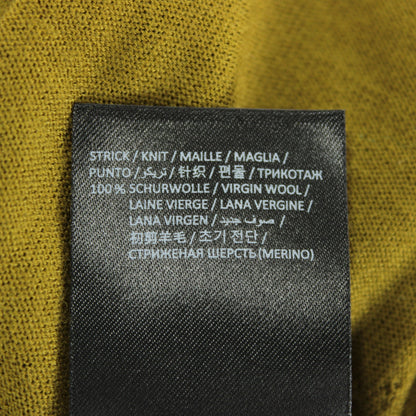 STRICK / KNIT / MAILLE / MAGLIA /
PUNTO / تريكو / 针织 / 편물 / ТРИКОТАЖ
100 % SCHURWOLLE / VIRGIN WOOL /
LAINE VIERGE / LANA VERGINE /
LANA VIRGEN / صوف جديد /
初剪羊毛 / 초기 전단 /
СТРИЖЕНАЯ ШЕРСТЬ(MERINO)